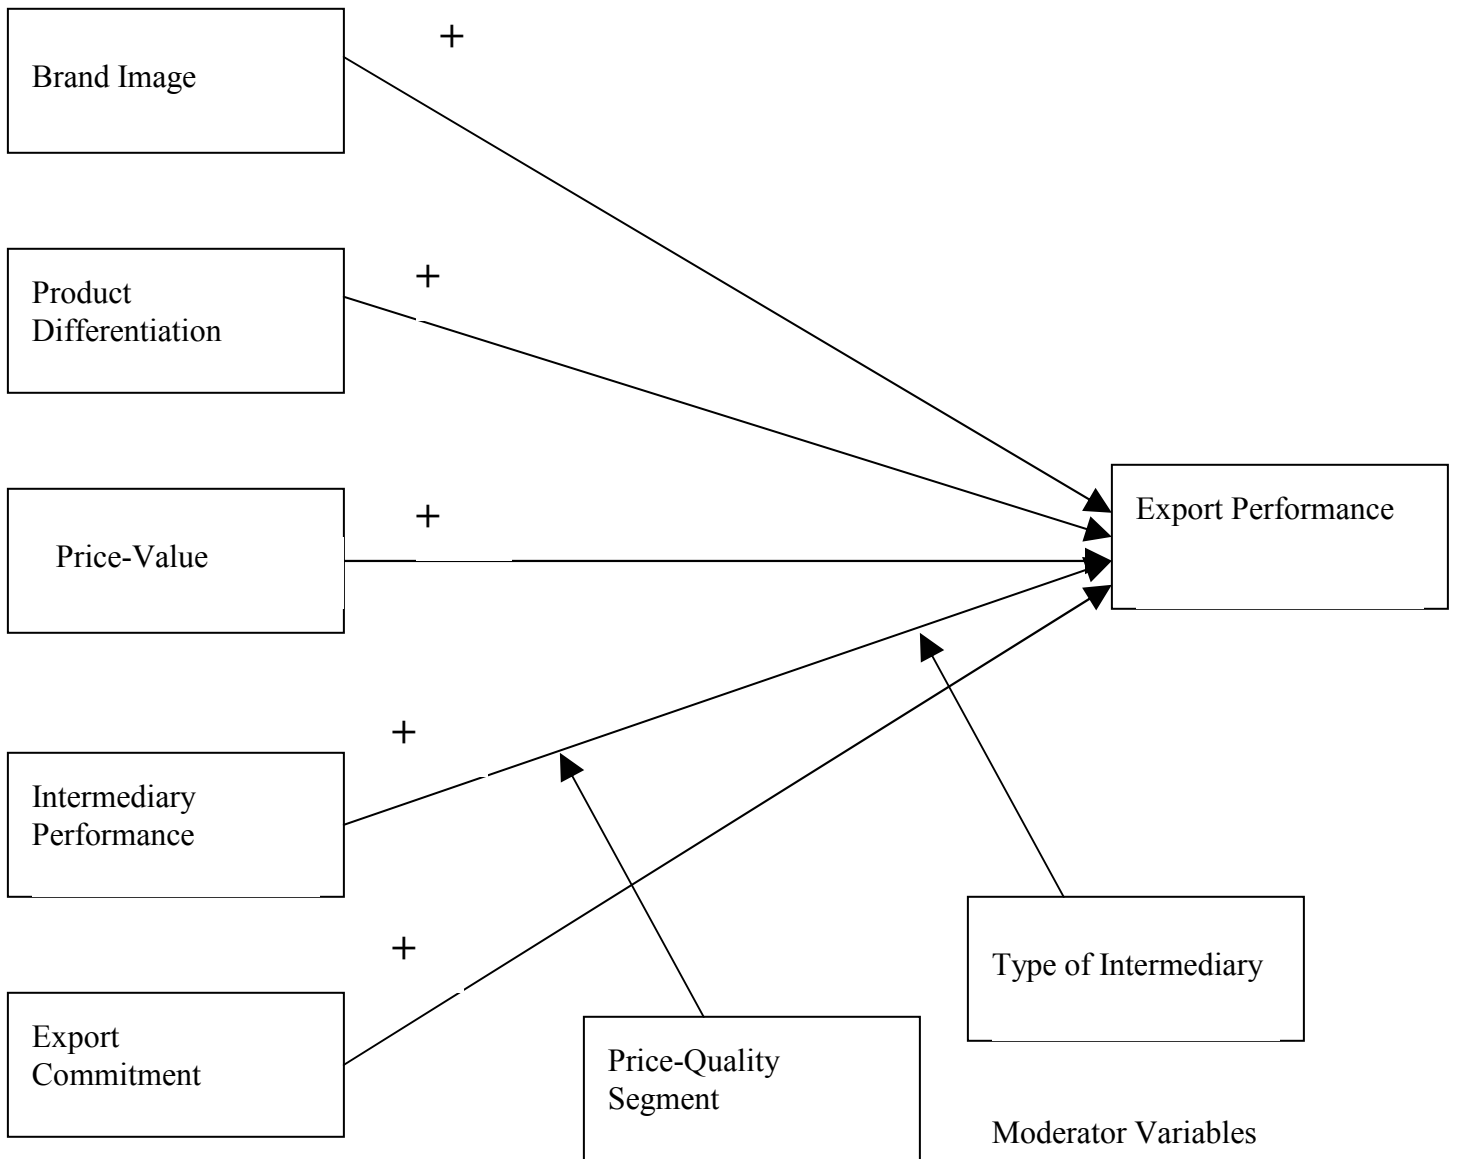 +
Brand Image
+
Product
Differentiation
+
Export Performance
Price-Value
+
Intermediary
Performance
+
Type of Intermediary
Export
Commitment
Price-Quality
Segment
Moderator Variables